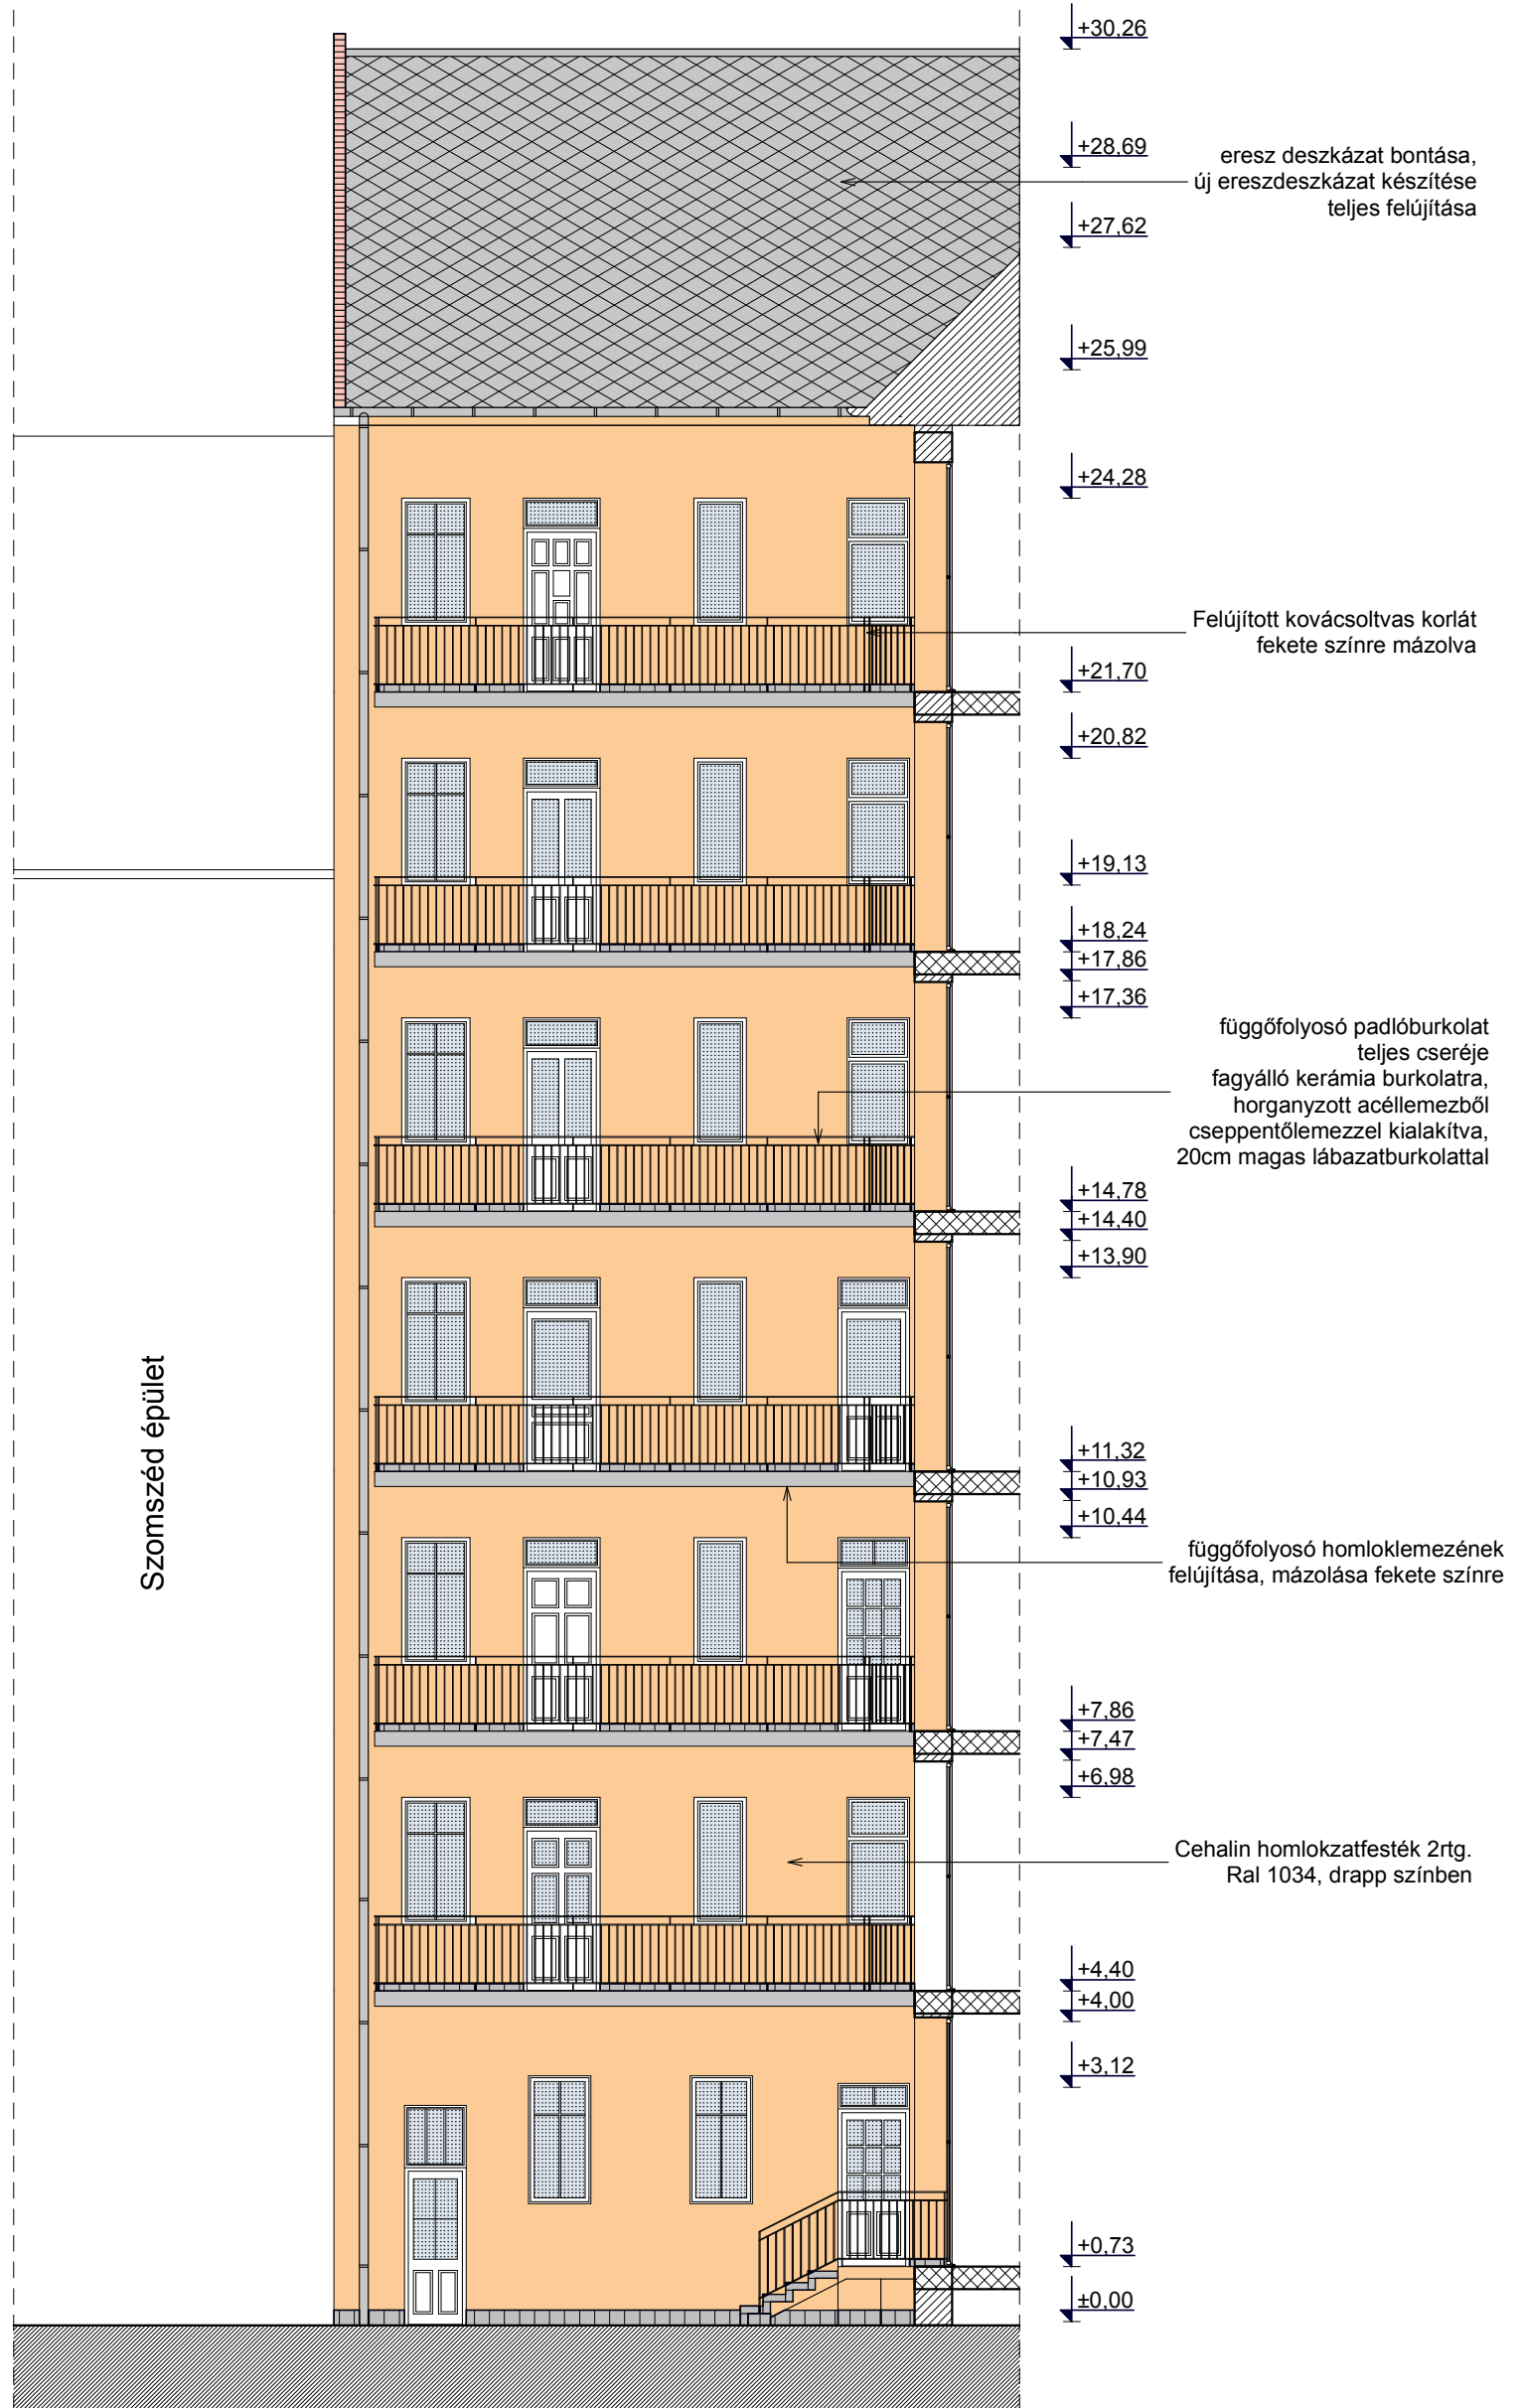 +30,26
+28,69
eresz deszkázat bontása,
új ereszdeszkázat készítése
teljes felújítása
+27,62
+25,99
+24,28
Felújított kovácsoltvas korlát
fekete színre mázolva
+21,70
+20,82
+19,13
+18,24
+17,86
+17,36
függőfolyosó padlóburkolat
teljes cseréje
fagyálló kerámia burkolatra,
horganyzott acéllemezből
cseppentőlemezzel kialakítva,
20cm magas lábazatburkolattal
+14,78
+14,40
+13,90
Szomszéd épület
+11,32
+10,93
+10,44
függőfolyosó homloklemezének
felújítása, mázolása fekete színre
+7,86
+7,47
+6,98
Cehalin homlokzatfesték 2rtg.
Ral 1034, drapp színben
+4,40
+4,00
+3,12
+0,73
±0,00